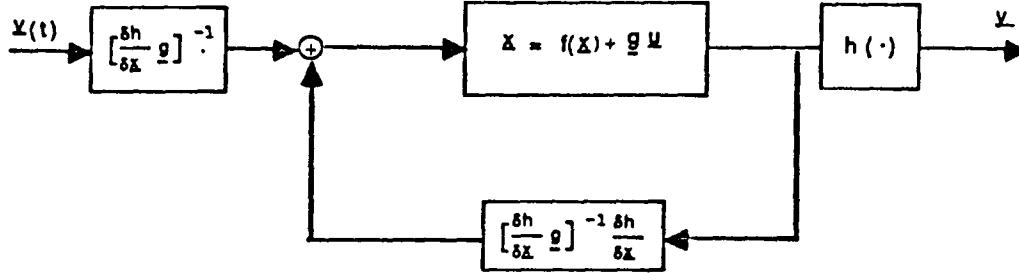 v(t)
[δh/δx g]⁻¹
+
x = f(x) + g u
h(·)
y
[δh/δx g]⁻¹ δh/δx